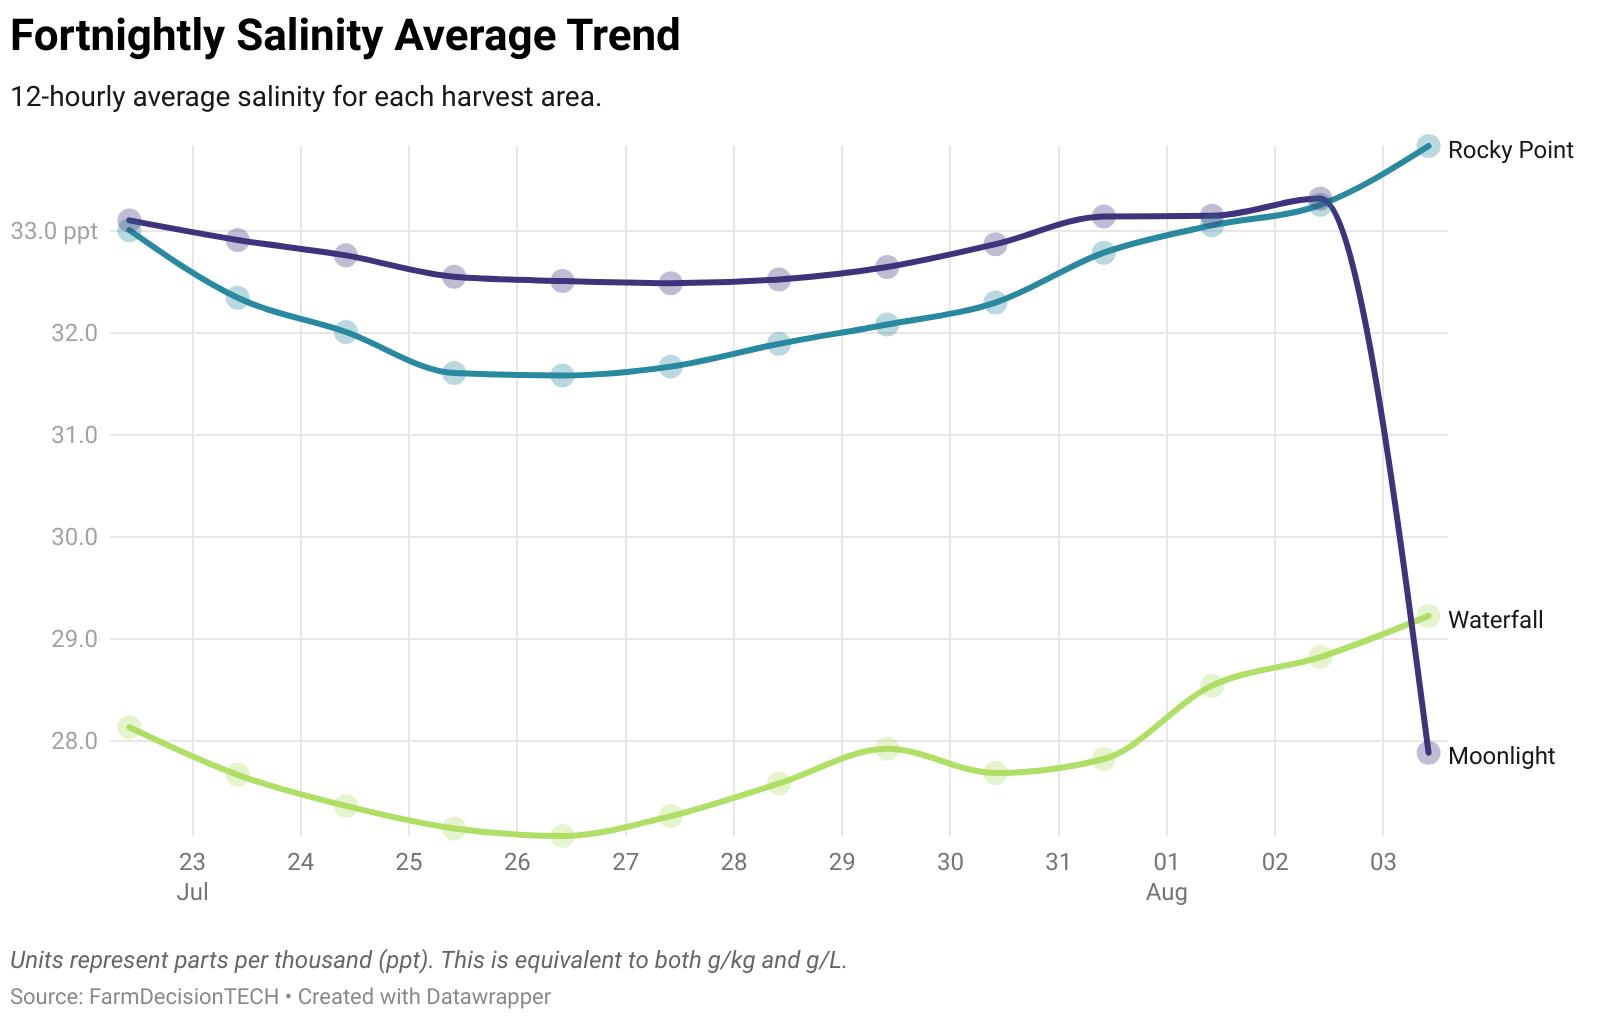 Fortnightly Salinity Average Trend
12-hourly average salinity for each harvest area.
Rocky Point
33.0 ppt
32.0
31.0
30.0
29.0
Waterfall
28.0
Moonlight
23 24 25 26 27 28 29 30 31 01 02 03
Jul Aug
Units represent parts per thousand (ppt). This is equivalent to both g/kg and g/L.
Source: FarmDecisionTECH • Created with Datawrapper